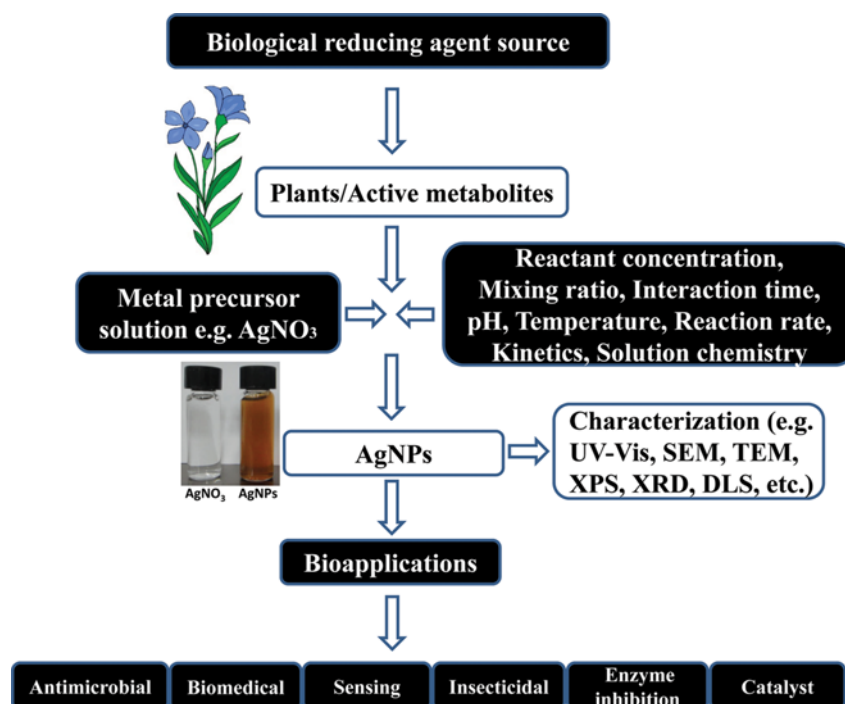 Biological reducing agent source
Plants/Active metabolites
Metal precursor
solution e.g. AgNO₃
Reactant concentration,
Mixing ratio, Interaction time,
pH, Temperature, Reaction rate,
Kinetics, Solution chemistry
AgNO₃ AgNPs
AgNPs
Characterization (e.g.
UV-Vis, SEM, TEM,
XPS, XRD, DLS, etc.)
Bioapplications
Antimicrobial
Biomedical
Sensing
Insecticidal
Enzyme
inhibition
Catalyst